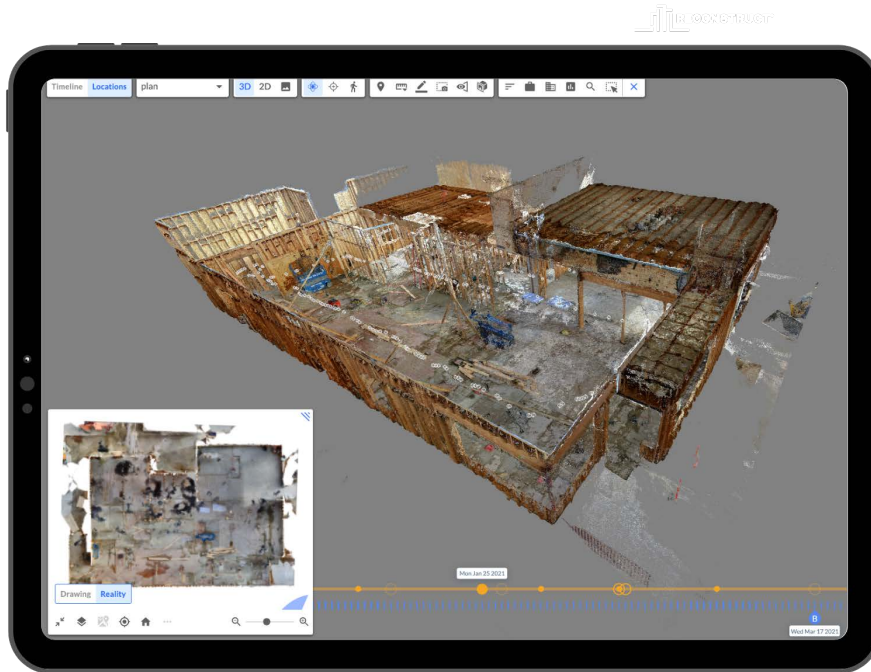 Timeline Locations plan 3D 2D
Mon Jan 25 2021
Drawing Reality
B
Wed Mar 17 2021